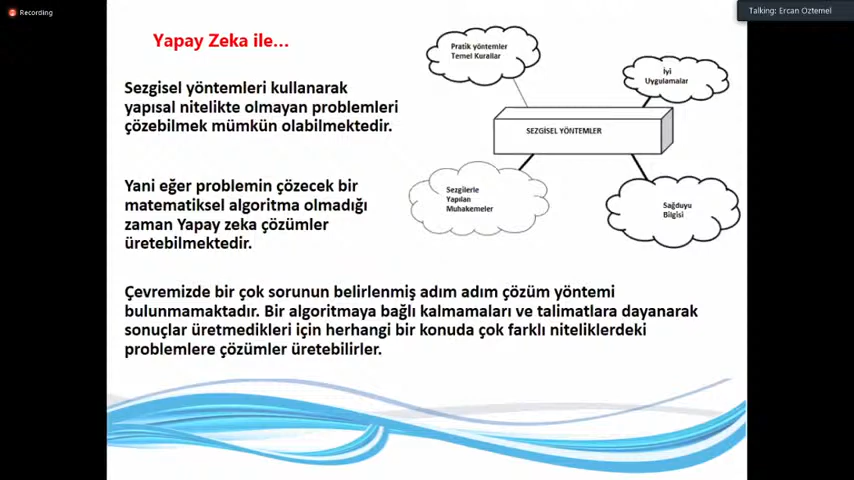 Recording
Talking: Ercan Oztemel
Yapay Zeka ile...
Sezgisel yöntemleri kullanarak
yapısal nitelikte olmayan problemleri
çözebilmek mümkün olabilmektedir.
Yani eğer problemin çözecek bir
matematiksel algoritma olmadığı
zaman Yapay zeka çözümler
üretebilmektedir.
Pratik yöntemler
Temel Kurallar
İyi
Uygulamalar
SEZGİSEL YÖNTEMLER
Sezgilerle
Yapılan
Muhakemeler
Sağduyu
Bilgisi
Çevremizde bir çok sorunun belirlenmiş adım adım çözüm yöntemi
bulunmamaktadır. Bir algoritmaya bağlı kalmamaları ve talimatlara dayanarak
sonuçlar üretmedikleri için herhangi bir konuda çok farklı niteliklerdeki
problemlere çözümler üretebilirler.